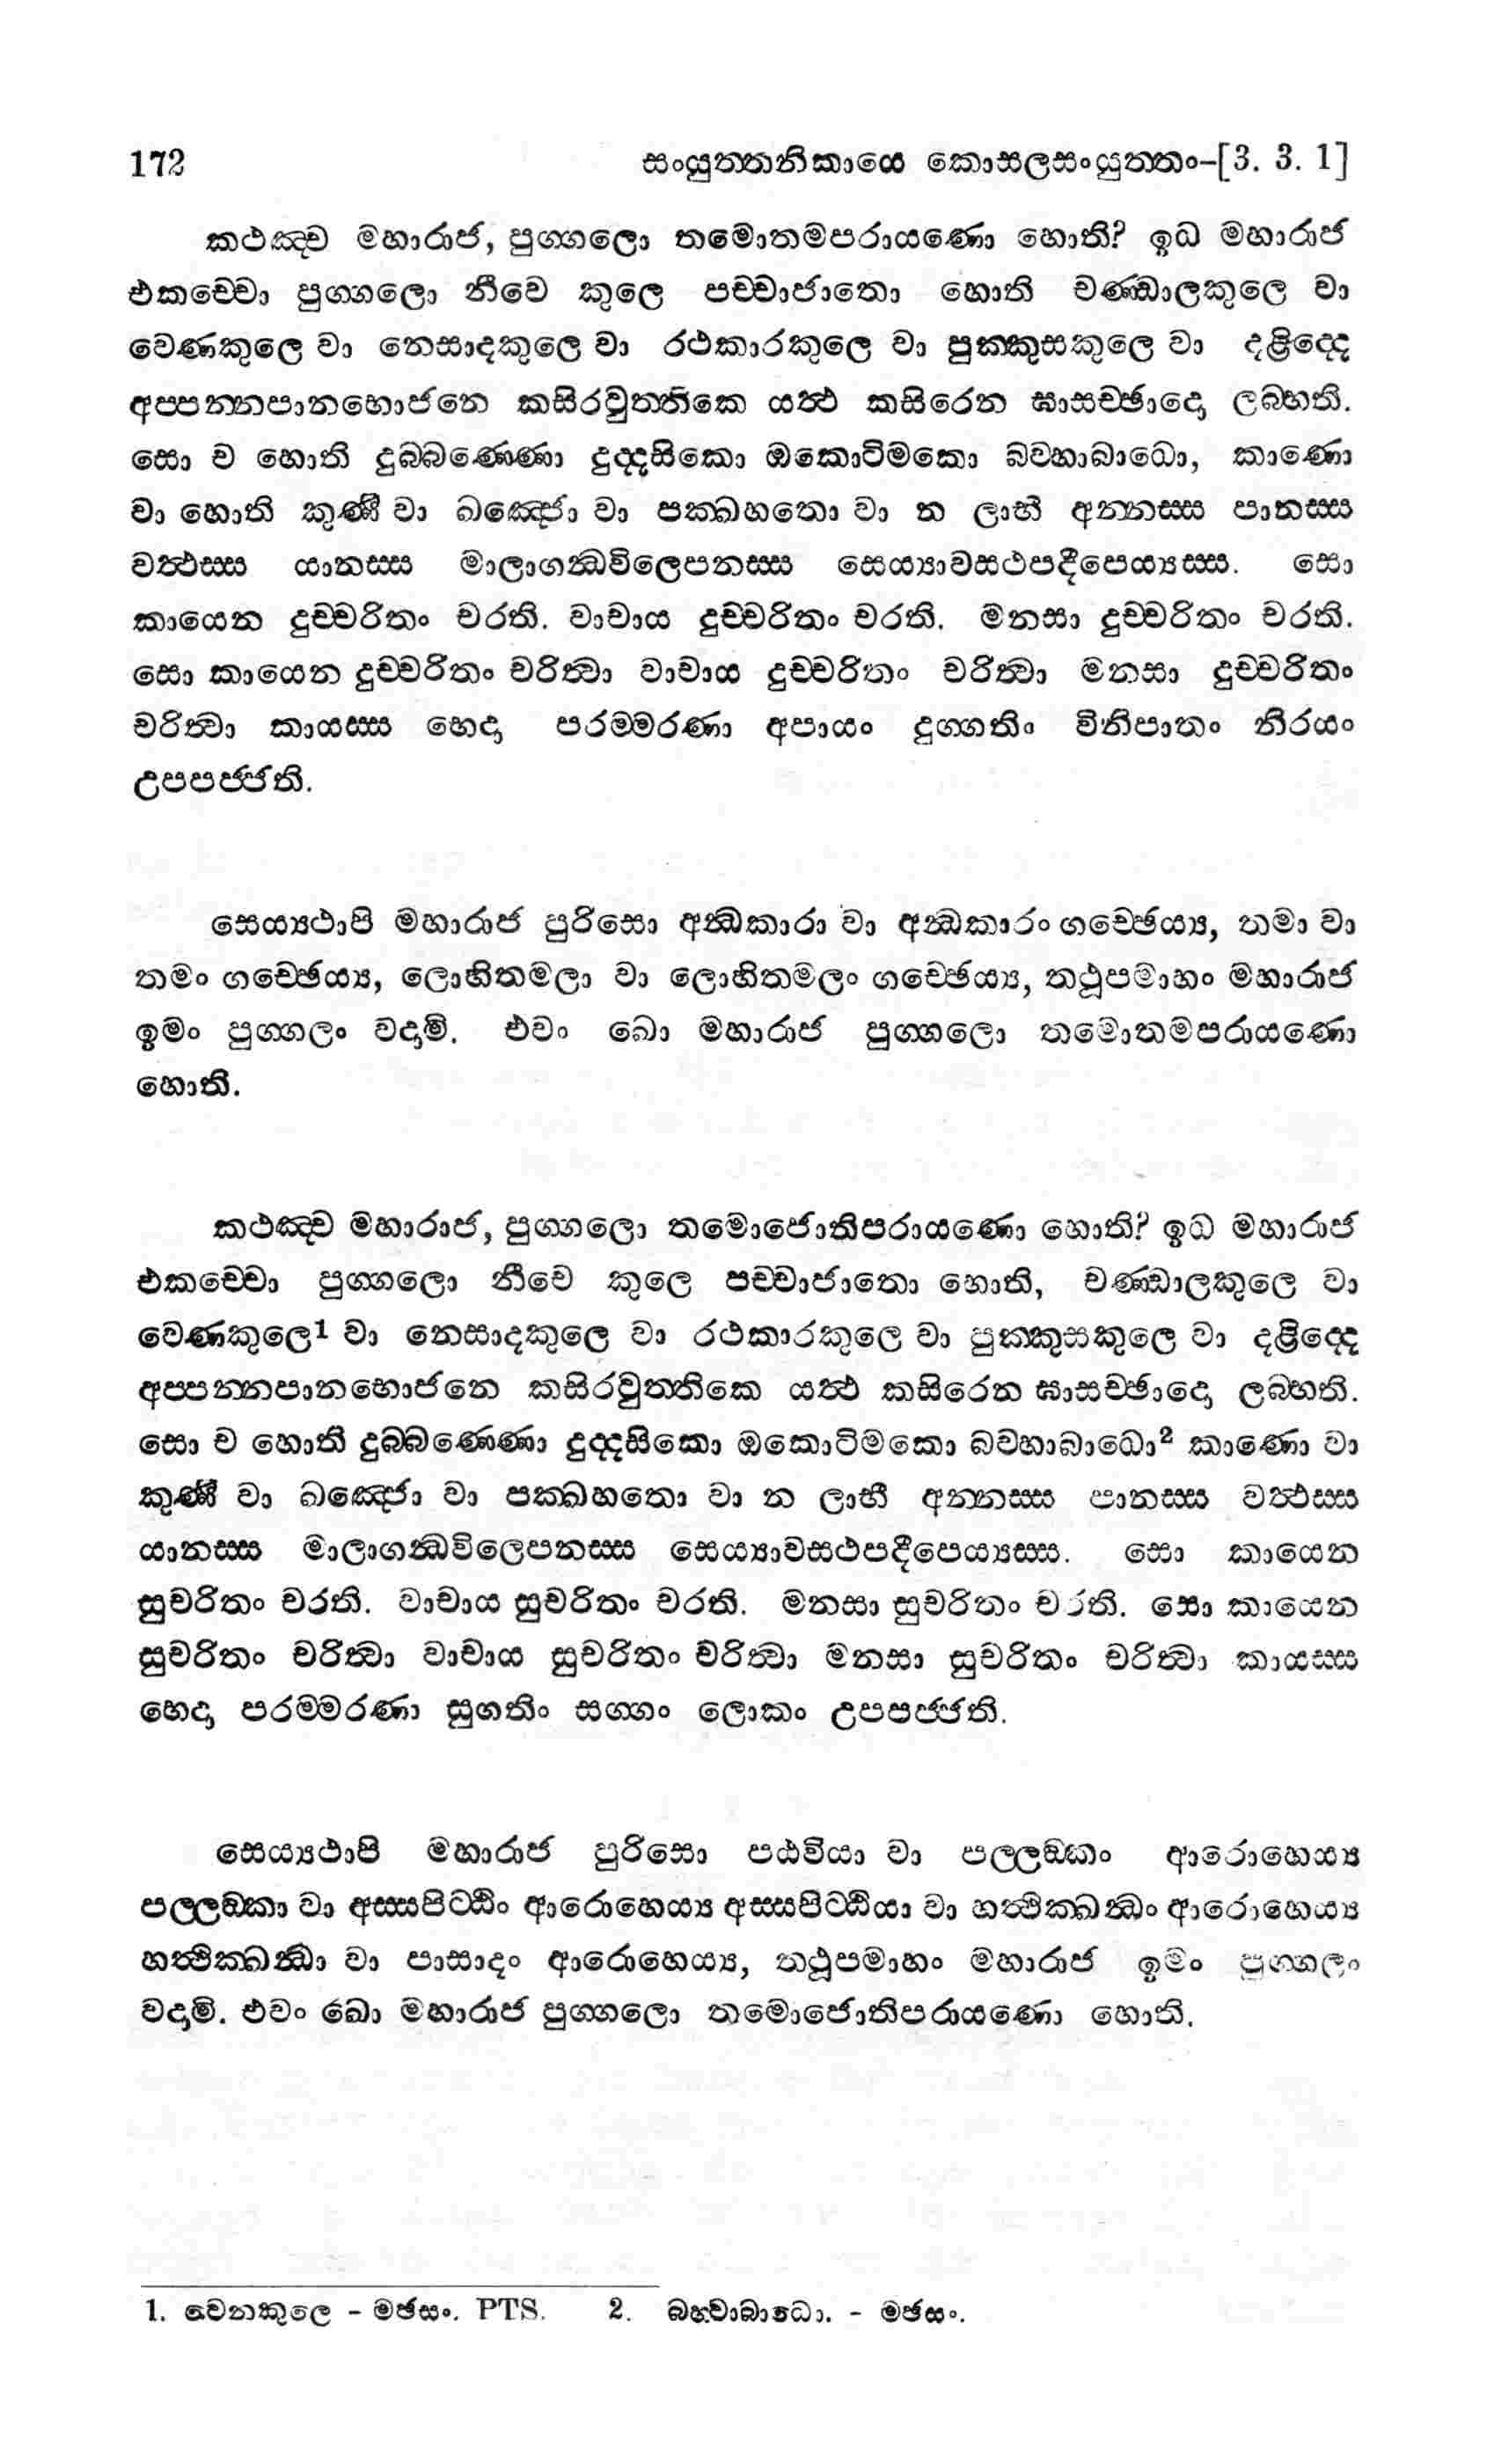 172 සංයුත්තනිකායෙ කොසලසංයුත්තං–[3. 3. 1]
කථඤ්ච මහාරාජ, පුග්ගලො තමොතමපරායණො හොති? ඉධ මහාරාජ
එකච්චො පුග්ගලො නීචෙ කුලෙ පච්චාජාතො හොති චණ්ඩාලකුලෙ වා
වෙණකුලෙ වා නෙසාදකුලෙ වා රථකාරකුලෙ වා පුක්කුසකුලෙ වා දළිද්දෙ
අප්පන්නපානභොජනෙ කසිරවුත්තිකෙ යත්ථ කසිරෙන ඝාසච්ඡාදො ලබ්භති.
සො ච හොති දුබ්බණ්ණො දුද්දසිකො ඔකොටිමකො බව්හාබාධො, කාණො
වා හොති කුණී වා ඛඤ්ජො වා පක්ඛහතො වා න ලාභී අන්නස්ස පානස්ස
වත්ථස්ස යානස්ස මාලාගන්ධවිලෙපනස්ස සෙය්‍යාවසථපදීපෙය්‍යස්ස. සො
කායෙන දුච්චරිතං චරති. වාචාය දුච්චරිතං චරති. මනසා දුච්චරිතං චරති.
සො කායෙන දුච්චරිතං චරිත්වා වාචාය දුච්චරිතං චරිත්වා මනසා දුච්චරිතං
චරිත්වා කායස්ස භෙදා පරම්මරණා අපායං දුග්ගතිං විනිපාතං නිරයං
උපපජ්ජති.
සෙය්‍යථාපි මහාරාජ පුරිසො අන්ධකාරා වා අන්ධකාරං ගච්ඡෙය්‍ය, තමා වා
තමං ගච්ඡෙය්‍ය, ලොහිතමලා වා ලොහිතමලං ගච්ඡෙය්‍ය, තථූපමාහං මහාරාජ
ඉමං පුග්ගලං වදාමි. එවං ඛො මහාරාජ පුග්ගලො තමොතමපරායණො
හොති.
කථඤ්ච මහාරාජ, පුග්ගලො තමොජොතිපරායණො හොති? ඉධ මහාරාජ
එකච්චො පුග්ගලො නීචෙ කුලෙ පච්චාජාතො හොති, චණ්ඩාලකුලෙ වා
වෙණකුලෙ1 වා නෙසාදකුලෙ වා රථකාරකුලෙ වා පුක්කුසකුලෙ වා දළිද්දෙ
අප්පන්නපානභොජනෙ කසිරවුත්තිකෙ යත්ථ කසිරෙන ඝාසච්ඡාදො ලබ්භති.
සො ච හොති දුබ්බණ්ණො දුද්දසිකො ඔකොටිමකො බව්හාබාධො2 කාණො වා
කුණී වා ඛඤ්ජො වා පක්ඛහතො වා න ලාභී අන්නස්ස පානස්ස වත්ථස්ස
යානස්ස මාලාගන්ධවිලෙපනස්ස සෙය්‍යාවසථපදීපෙය්‍යස්ස. සො කායෙන
සුචරිතං චරති. වාචාය සුචරිතං චරති. මනසා සුචරිතං චරති. සො කායෙන
සුචරිතං චරිත්වා වාචාය සුචරිතං චරිත්වා මනසා සුචරිතං චරිත්වා කායස්ස
භෙදා පරම්මරණා සුගතිං සග්ගං ලොකං උපපජ්ජති.
සෙය්‍යථාපි මහාරාජ පුරිසො පඨවියා වා පල්ලඞ්කං ආරොහෙය්‍ය
පල්ලඞ්කා වා අස්සපිට්ඨිං ආරොහෙය්‍ය අස්සපිට්ඨියා වා හත්ථික්ඛන්ධං ආරොහෙය්‍ය
හත්ථික්ඛන්ධා වා පාසාදං ආරොහෙය්‍ය, තථූපමාහං මහාරාජ ඉමං පුග්ගලං
වදාමි. එවං ඛො මහාරාජ පුග්ගලො තමොජොතිපරායණො හොති.
1. වෙනකුලෙ - මඡසං. PTS. 2. බහ්වාබාධො. - මඡසං.